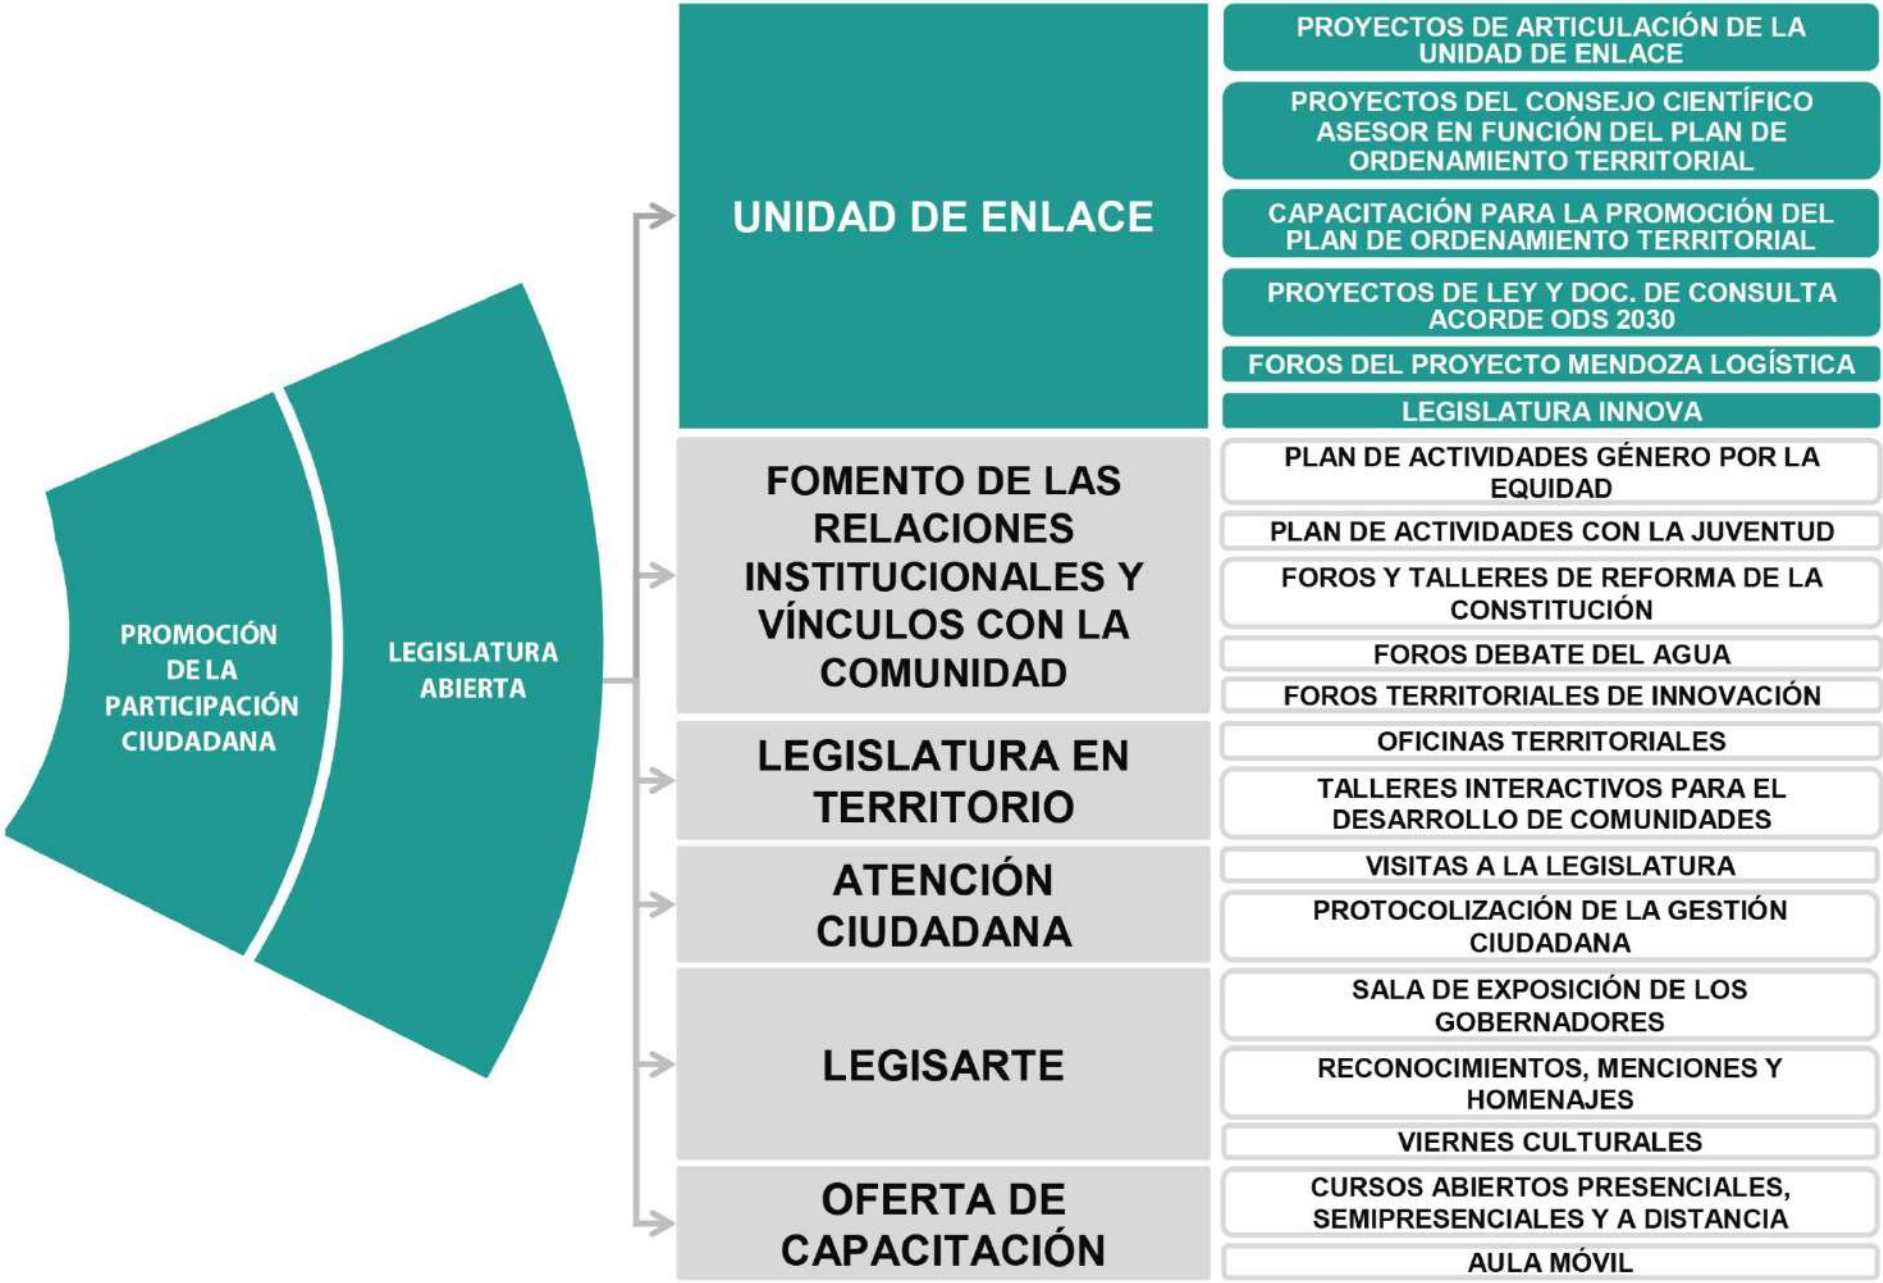 PROMOCIÓN
DE LA
PARTICIPACIÓN
CIUDADANA
LEGISLATURA
ABIERTA
UNIDAD DE ENLACE
PROYECTOS DE ARTICULACIÓN DE LA
UNIDAD DE ENLACE
PROYECTOS DEL CONSEJO CIENTÍFICO
ASESOR EN FUNCIÓN DEL PLAN DE
ORDENAMIENTO TERRITORIAL
CAPACITACIÓN PARA LA PROMOCIÓN DEL
PLAN DE ORDENAMIENTO TERRITORIAL
PROYECTOS DE LEY Y DOC. DE CONSULTA
ACORDE ODS 2030
FOROS DEL PROYECTO MENDOZA LOGÍSTICA
LEGISLATURA INNOVA
FOMENTO DE LAS
RELACIONES
INSTITUCIONALES Y
VÍNCULOS CON LA
COMUNIDAD
PLAN DE ACTIVIDADES GÉNERO POR LA
EQUIDAD
PLAN DE ACTIVIDADES CON LA JUVENTUD
FOROS Y TALLERES DE REFORMA DE LA
CONSTITUCIÓN
FOROS DEBATE DEL AGUA
FOROS TERRITORIALES DE INNOVACIÓN
LEGISLATURA EN
TERRITORIO
OFICINAS TERRITORIALES
TALLERES INTERACTIVOS PARA EL
DESARROLLO DE COMUNIDADES
ATENCIÓN
CIUDADANA
VISITAS A LA LEGISLATURA
PROTOCOLIZACIÓN DE LA GESTIÓN
CIUDADANA
LEGISARTE
SALA DE EXPOSICIÓN DE LOS
GOBERNADORES
RECONOCIMIENTOS, MENCIONES Y
HOMENAJES
VIERNES CULTURALES
OFERTA DE
CAPACITACIÓN
CURSOS ABIERTOS PRESENCIALES,
SEMIPRESENCIALES Y A DISTANCIA
AULA MÓVIL